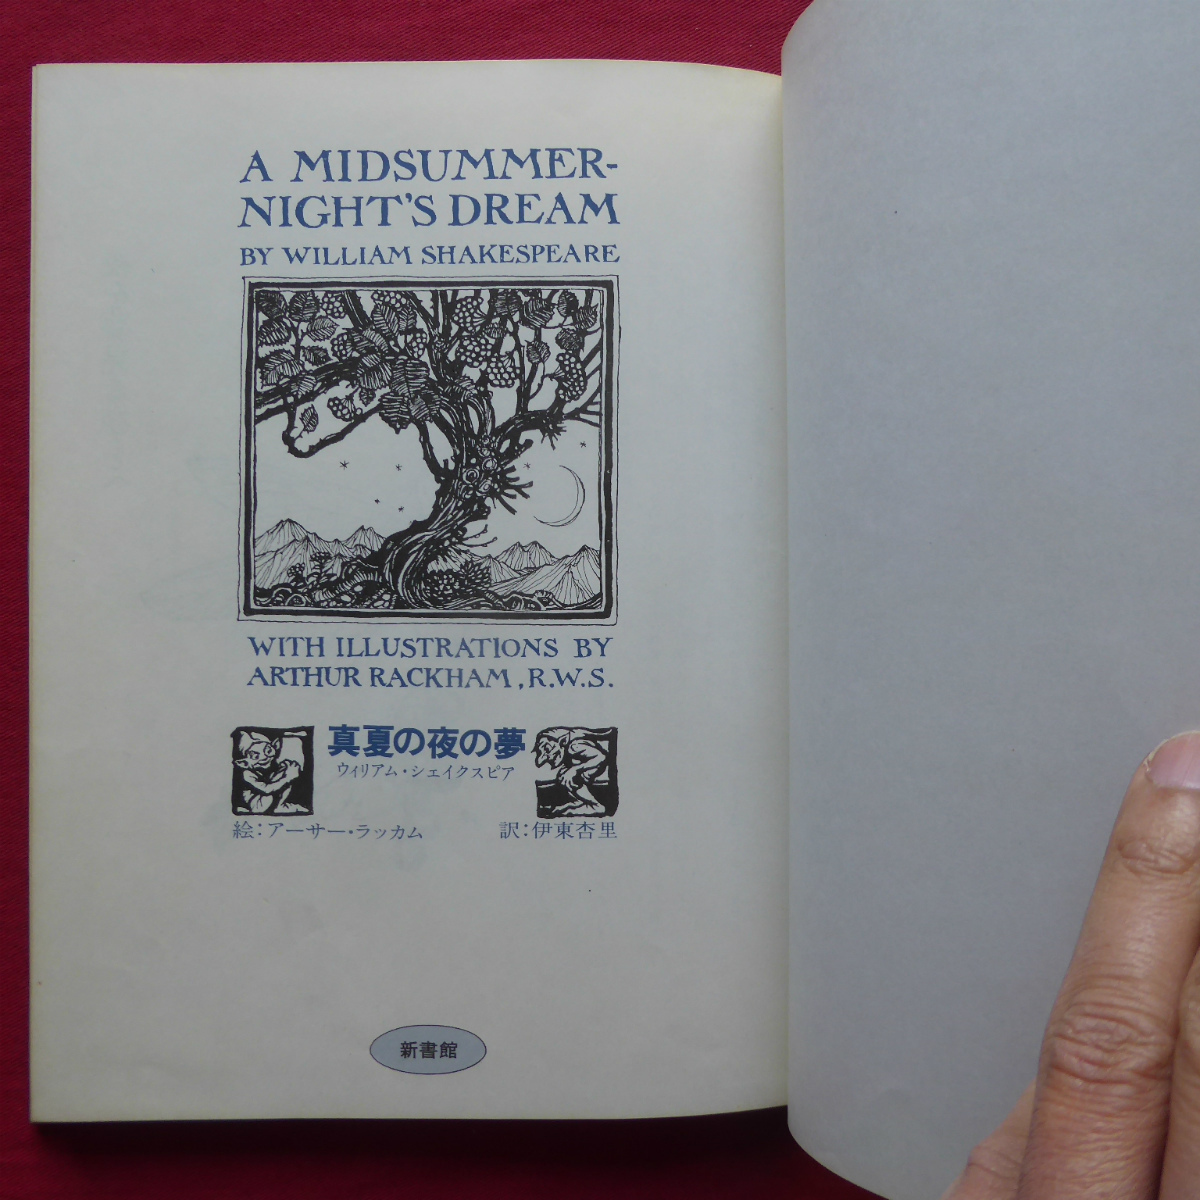 A MIDSUMMER-
NIGHT'S DREAM
BY WILLIAM SHAKESPEARE
WITH ILLUSTRATIONS BY
ARTHUR RACKHAM, R.W.S.
真夏の夜の夢
ウィリアム・シェイクスピア
絵:アーサー・ラッカム 訳:伊東杏里
新書館